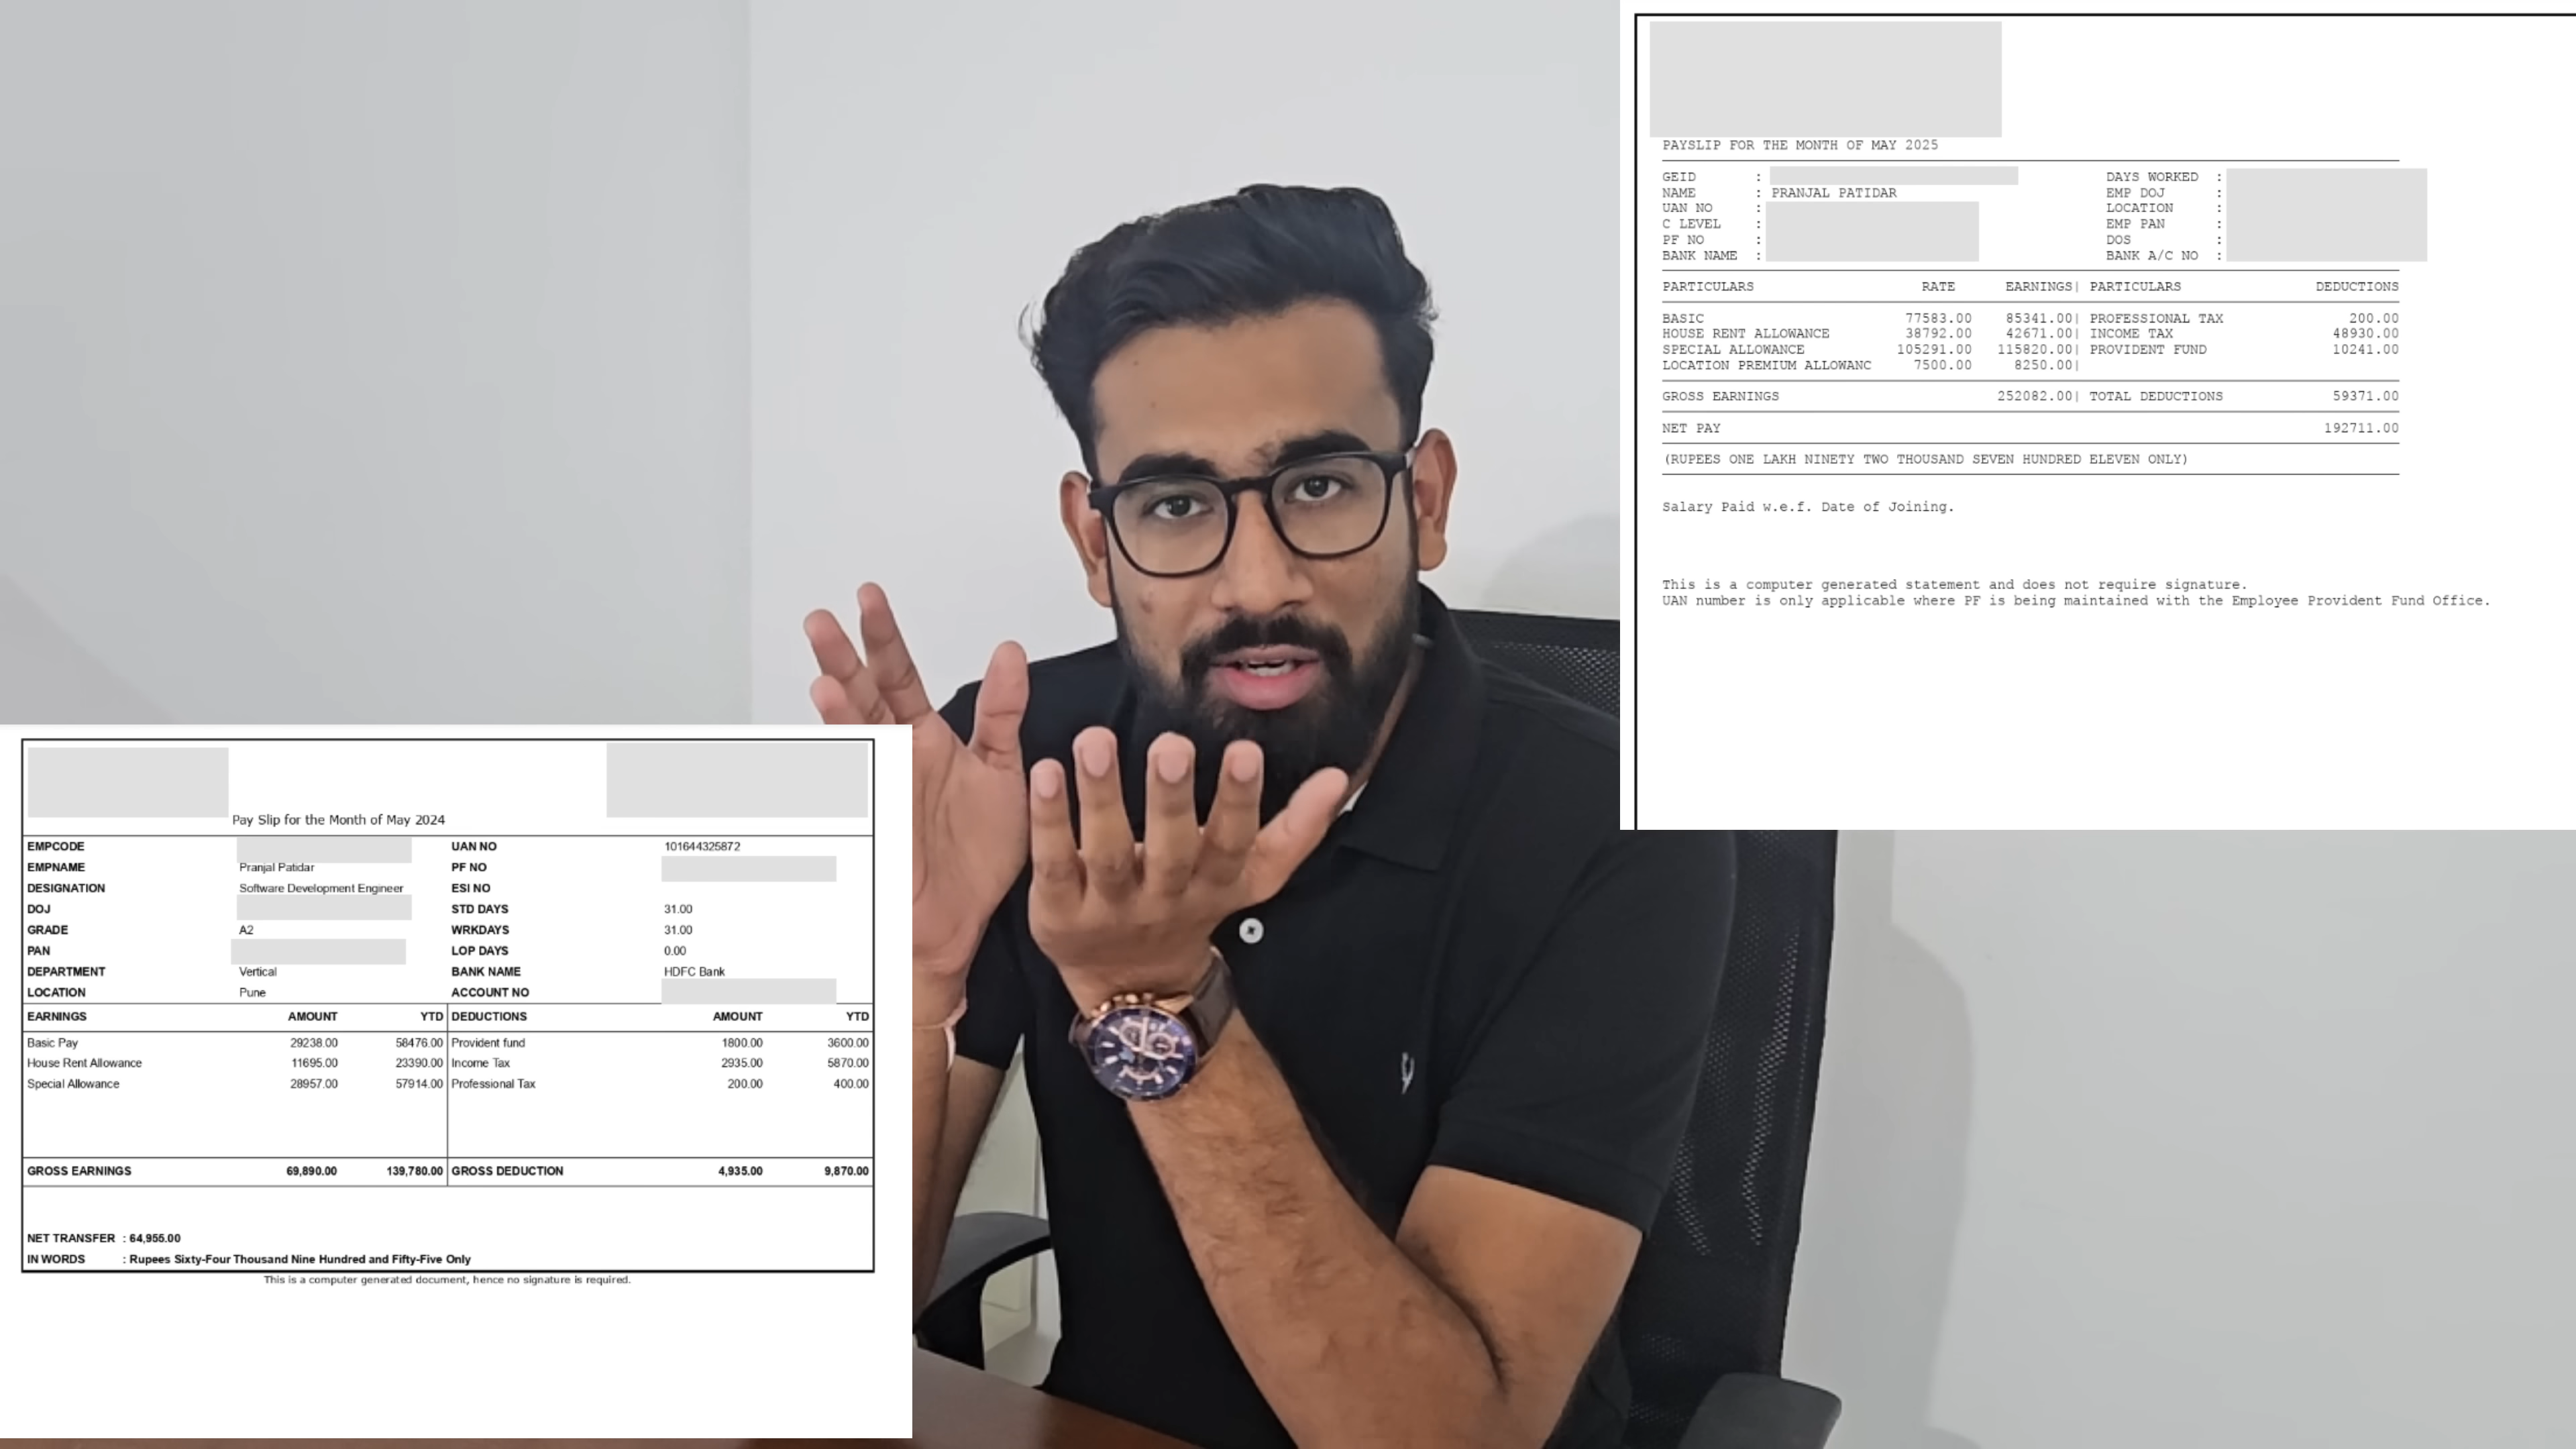 PAYSLIP FOR THE MONTH OF MAY 2025
GEID : DAYS WORKED :
NAME : PRANJAL PATIDAR EMP DOJ :
UAN NO : LOCATION :
C LEVEL : EMP PAN :
PF NO : DOS :
BANK NAME : BANK A/C NO :
PARTICULARS RATE EARNINGS| PARTICULARS DEDUCTIONS
BASIC 77583.00 85341.00| PROFESSIONAL TAX 200.00
HOUSE RENT ALLOWANCE 38792.00 42671.00| INCOME TAX 48930.00
SPECIAL ALLOWANCE 105291.00 115820.00| PROVIDENT FUND 10241.00
LOCATION PREMIUM ALLOWANC 7500.00 8250.00|
GROSS EARNINGS 252082.00| TOTAL DEDUCTIONS 59371.00
NET PAY 192711.00
(RUPEES ONE LAKH NINETY TWO THOUSAND SEVEN HUNDRED ELEVEN ONLY)
Salary Paid w.e.f. Date of Joining.
This is a computer generated statement and does not require signature.
UAN number is only applicable where PF is being maintained with the Employee Provident Fund Office.
Pay Slip for the Month of May 2024
EMPCODE UAN NO 101644325872
EMPNAME Pranjal Patidar PF NO
DESIGNATION Software Development Engineer ESI NO
DOJ STD DAYS 31.00
GRADE A2 WRKDAYS 31.00
PAN LOP DAYS 0.00
DEPARTMENT Vertical BANK NAME HDFC Bank
LOCATION Pune ACCOUNT NO
EARNINGS AMOUNT YTD DEDUCTIONS AMOUNT YTD
Basic Pay 29238.00 58476.00 Provident fund 1800.00 3600.00
House Rent Allowance 11695.00 23390.00 Income Tax 2935.00 5870.00
Special Allowance 28957.00 57914.00 Professional Tax 200.00 400.00
GROSS EARNINGS 69,890.00 139,780.00 GROSS DEDUCTION 4,935.00 9,870.00
NET TRANSFER : 64,955.00
IN WORDS : Rupees Sixty-Four Thousand Nine Hundred and Fifty-Five Only
This is a computer generated document, hence no signature is required.